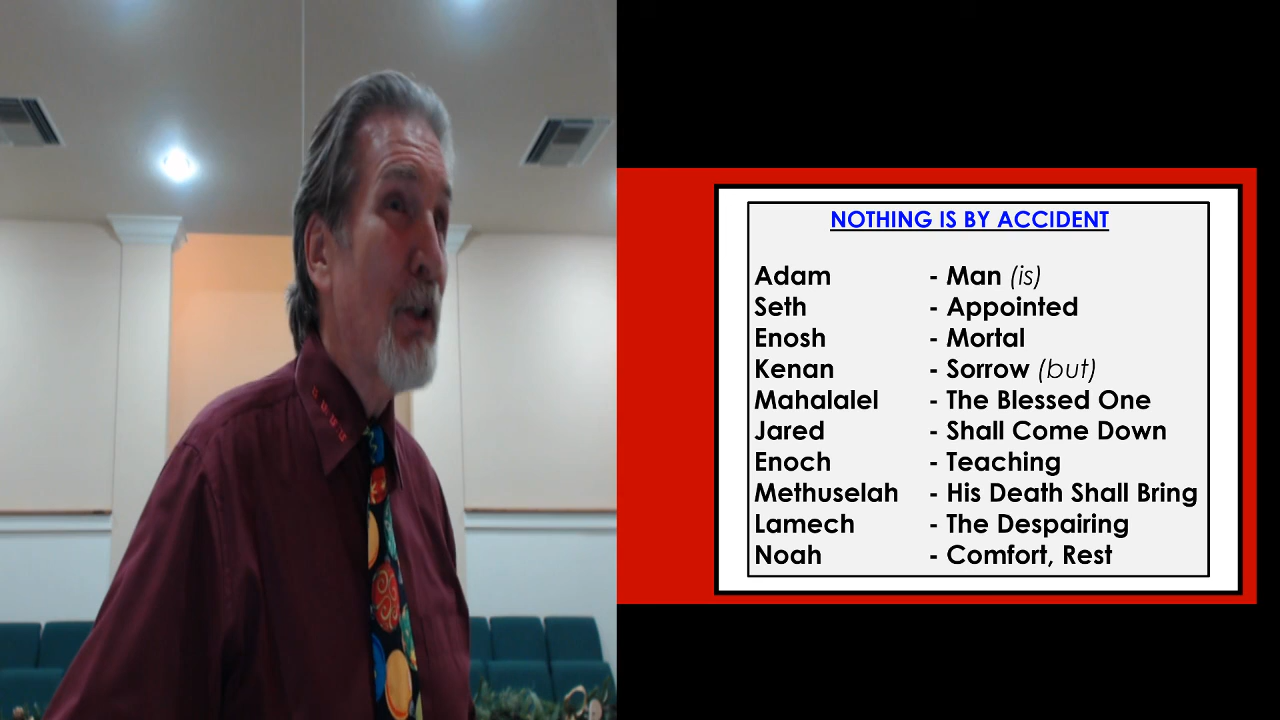 NOTHING IS BY ACCIDENT
Adam - Man (is)
Seth - Appointed
Enosh - Mortal
Kenan - Sorrow (but)
Mahalalel - The Blessed One
Jared - Shall Come Down
Enoch - Teaching
Methuselah - His Death Shall Bring
Lamech - The Despairing
Noah - Comfort, Rest